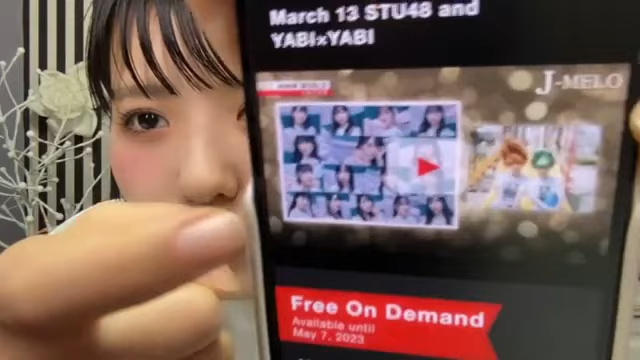 March 13 STU48 and
YABI×YABI
J-MELO
Free On Demand
Available until
May 7, 2023